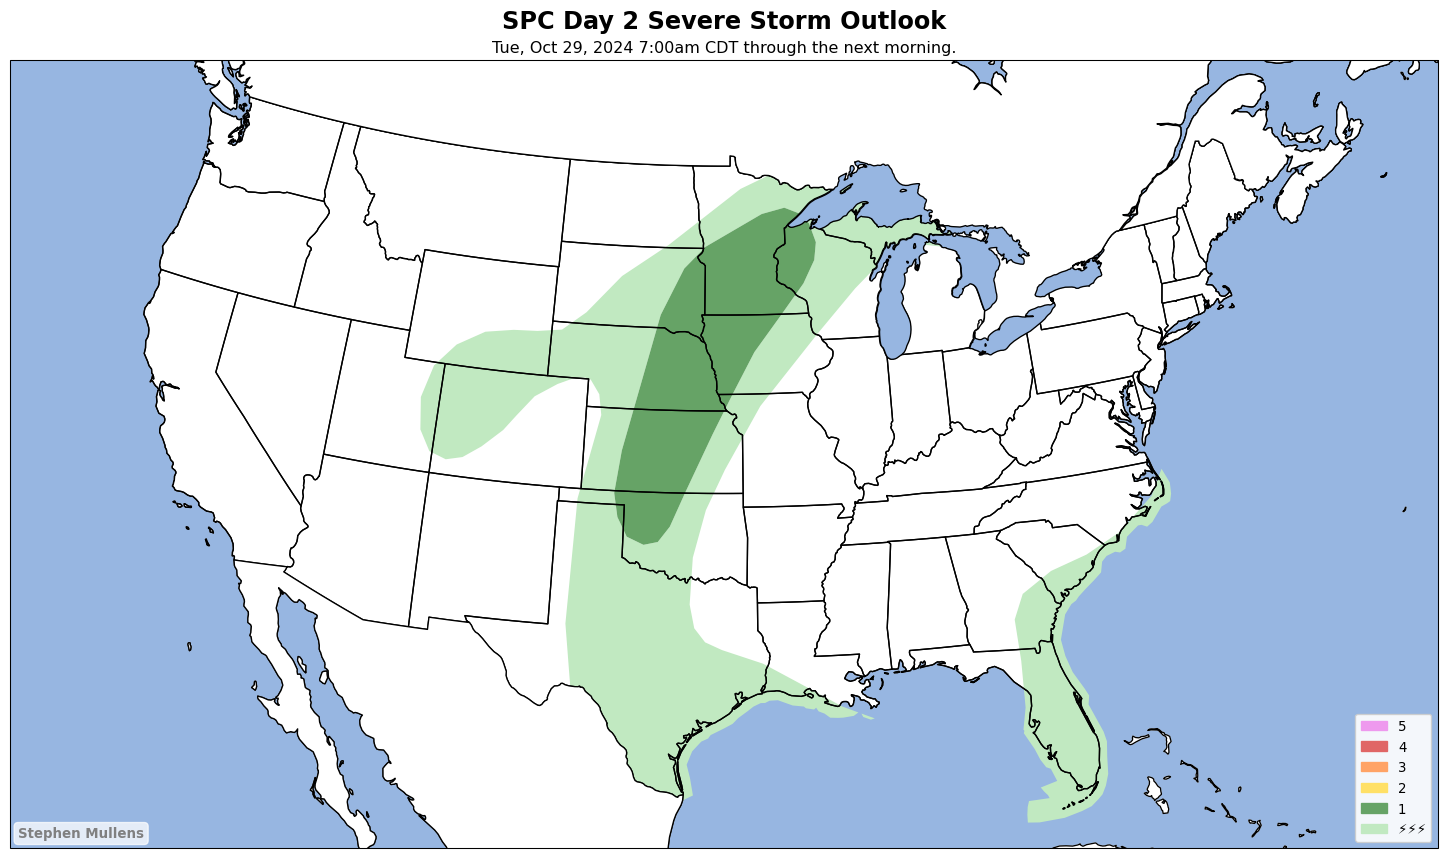 SPC Day 2 Severe Storm Outlook
Tue, Oct 29, 2024 7:00am CDT through the next morning.
5
4
3
2
1
⚡⚡⚡
Stephen Mullens